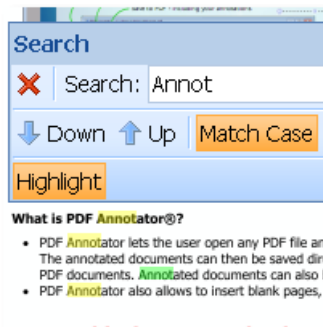 Search
Search: Annot
Down Up Match Case
Highlight
What is PDF Annotator®?
• PDF Annotator lets the user open any PDF file an
The annotated documents can then be saved dir
PDF documents. Annotated documents can also
• PDF Annotator also allows to insert blank pages,